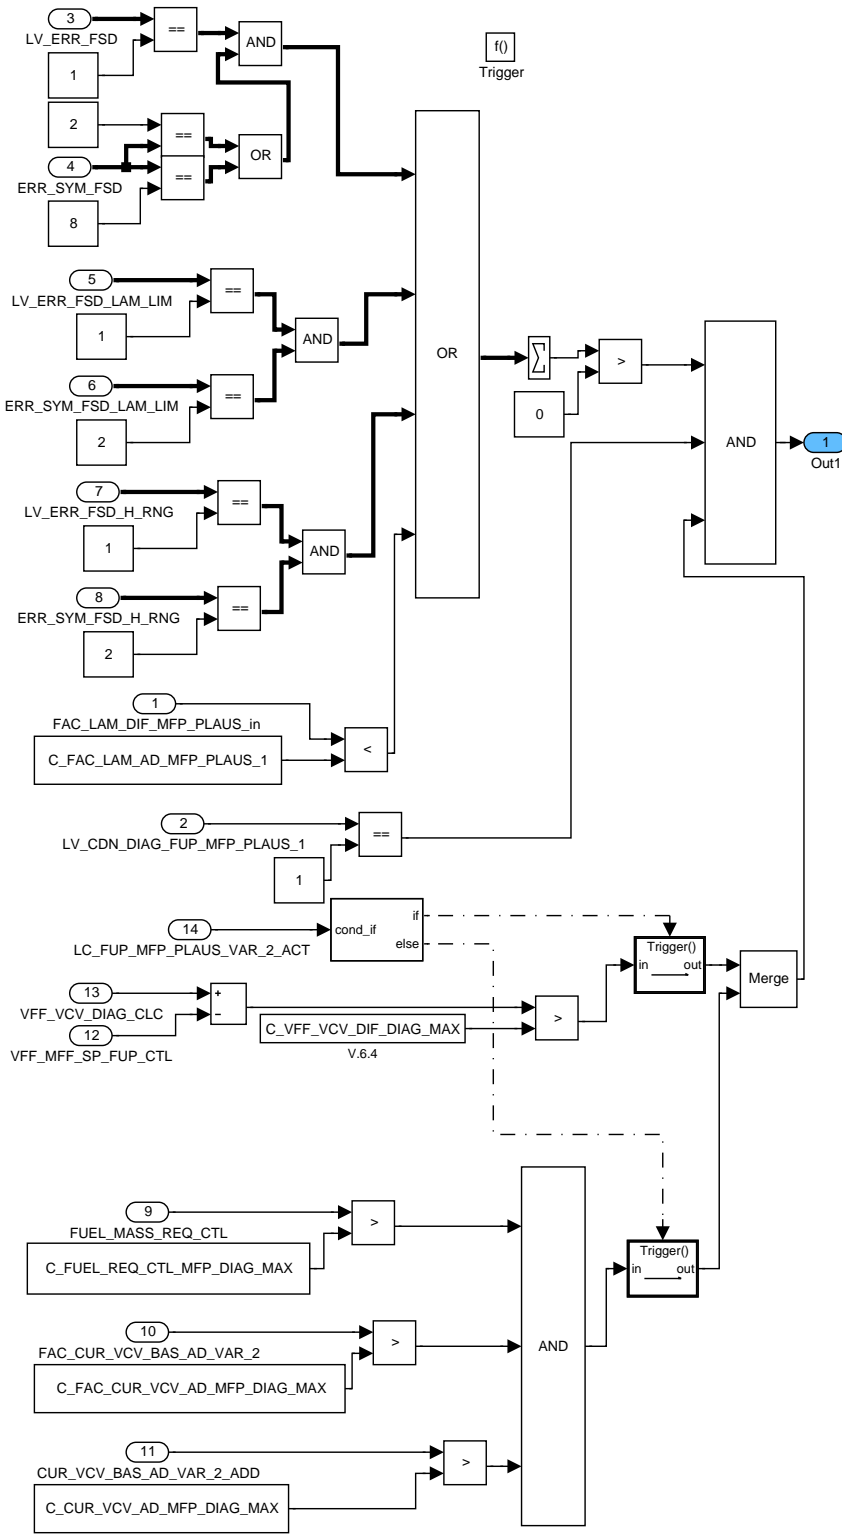 3
LV_ERR_FSD
==
AND
1
f()
Trigger
2
==
OR
4
ERR_SYM_FSD
==
8
5
LV_ERR_FSD_LAM_LIM
==
1
AND
6
ERR_SYM_FSD_LAM_LIM
==
2
OR
>
0
AND
1
Out1
7
LV_ERR_FSD_H_RNG
==
1
AND
8
ERR_SYM_FSD_H_RNG
==
2
1
FAC_LAM_DIF_MFP_PLAUS_in
<
C_FAC_LAM_AD_MFP_PLAUS_1
2
LV_CDN_DIAG_FUP_MFP_PLAUS_1
==
1
14
LC_FUP_MFP_PLAUS_VAR_2_ACT
cond_if
if
else
Trigger()
in
out
Merge
13
VFF_VCV_DIAG_CLC
+
−
12
VFF_MFF_SP_FUP_CTL
C_VFF_VCV_DIF_DIAG_MAX
V.6.4
>
9
FUEL_MASS_REQ_CTL
>
C_FUEL_REQ_CTL_MFP_DIAG_MAX
Trigger()
in
out
10
FAC_CUR_VCV_BAS_AD_VAR_2
>
C_FAC_CUR_VCV_AD_MFP_DIAG_MAX
AND
11
CUR_VCV_BAS_AD_VAR_2_ADD
>
C_CUR_VCV_AD_MFP_DIAG_MAX